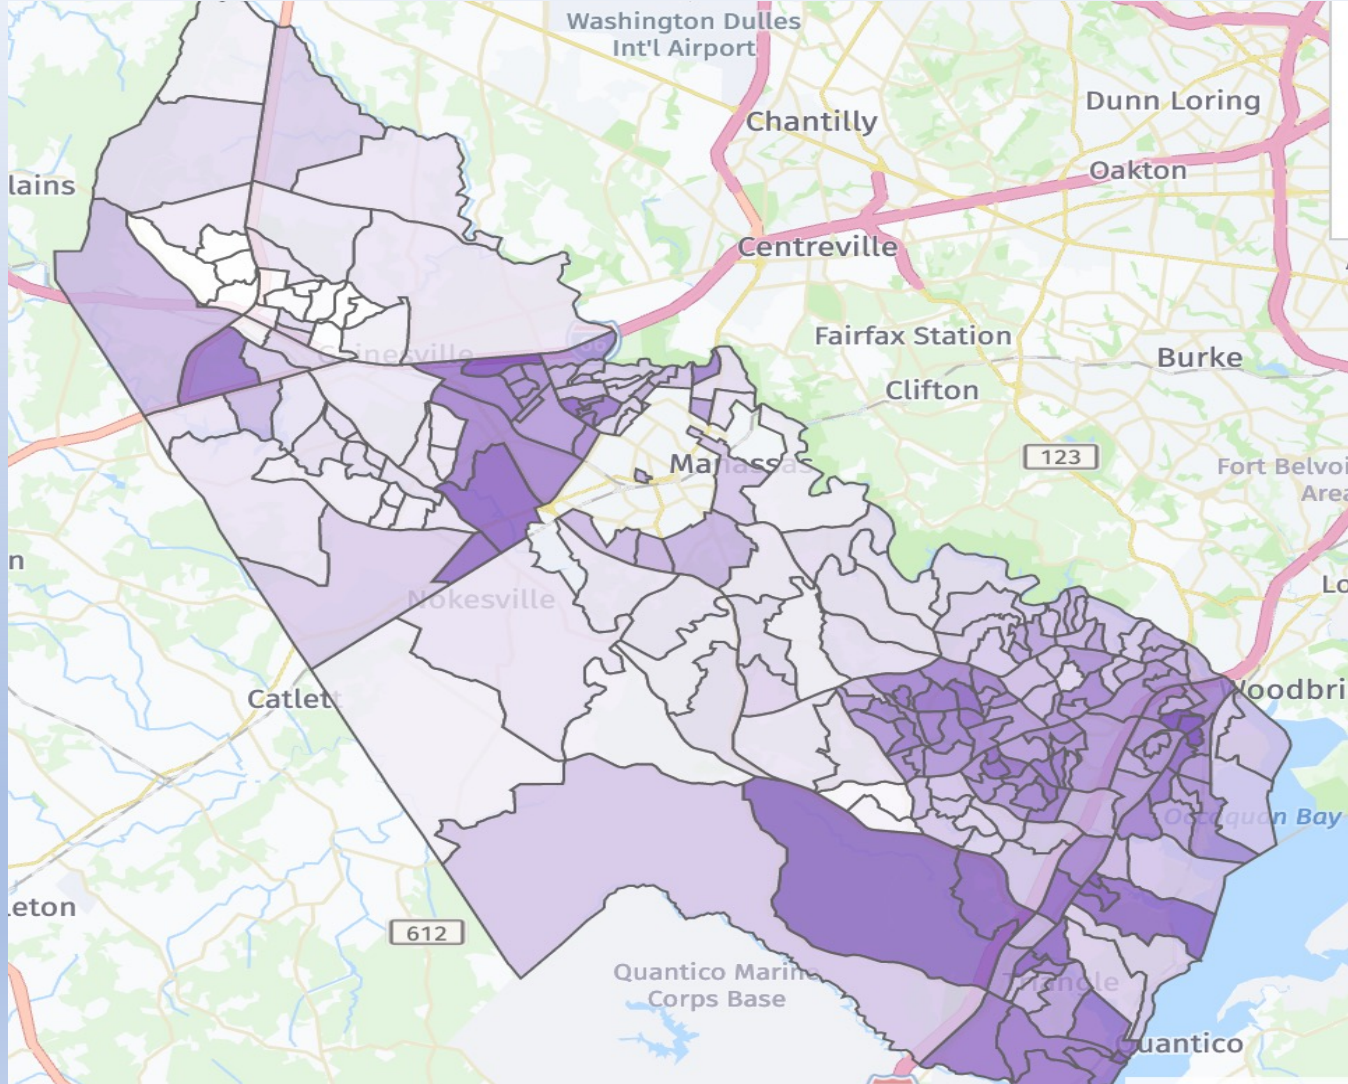 Washington Dulles
Int'l Airport
Dunn Loring
Chantilly
Oakton
lains
Centreville
Fairfax Station
Gainesville
Burke
Clifton
123
Manassas
Fort Belvoi
Area
n
Nokesville
Lo
Catlett
Woodbri
Occoquan Bay
leton
612
Quantico Marine
Corps Base
Triangle
Quantico